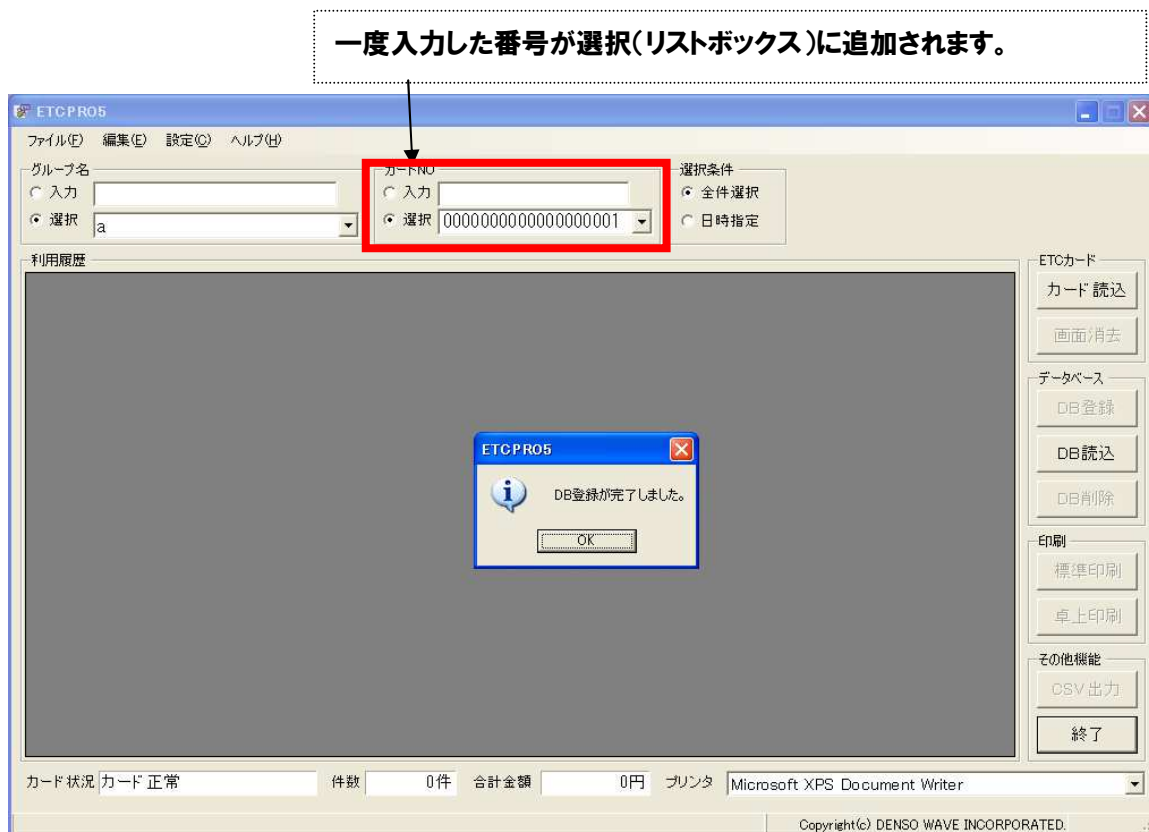 一度入力した番号が選択(リストボックス)に追加されます。
ETCPRO5
ファイル(F) 編集(E) 設定(C) ヘルプ(H)
グループ名
入力
選択 a
カードNO
入力
選択 0000000000000000001
選択条件
全件選択
日時指定
利用履歴
ETCカード
カード読込
画面消去
データベース
DB登録
DB読込
DB削除
印刷
標準印刷
卓上印刷
その他機能
CSV出力
終了
ETCPRO5
DB登録が完了しました。
OK
カード状況 カード正常 件数 0件 合計金額 0円 プリンタ Microsoft XPS Document Writer
Copyright(c) DENSO WAVE INCORPORATED.